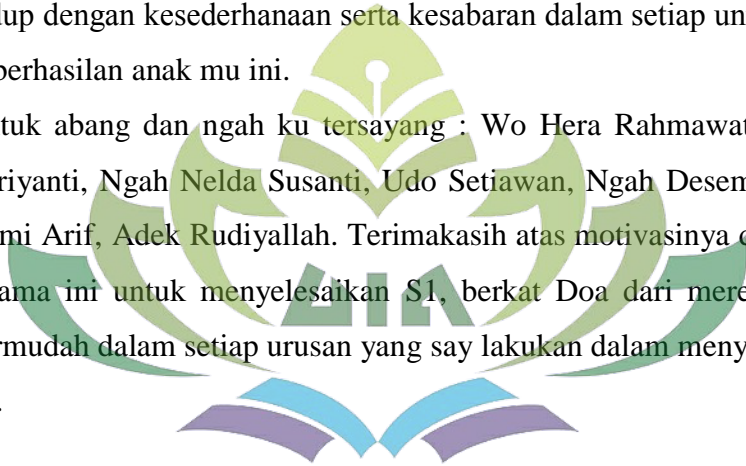 dup dengan kesederhanaan serta kesabaran dalam setiap un
berhasilan anak mu ini.
tuk abang dan ngah ku tersayang : Wo Hera Rahmawat
riyanti, Ngah Nelda Susanti, Udo Setiawan, Ngah Desem
mi Arif, Adek Rudiyallah. Terimakasih atas motivasinya d
ama ini untuk menyelesaikan S1, berkat Doa dari mere
rmudah dalam setiap urusan yang say lakukan dalam meny
.